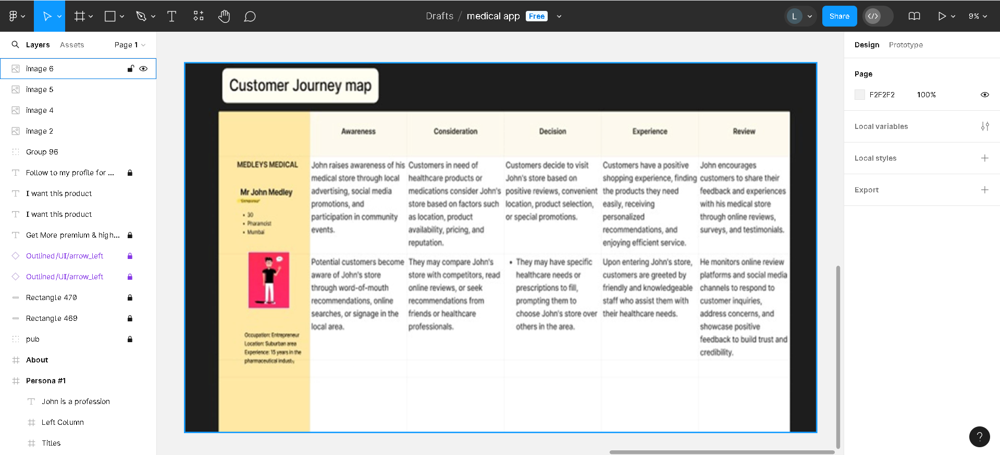 Drafts / medical app Free
L
Share
9%
Layers
Assets
Page 1
image 6
image 5
image 4
image 2
Group 96
Follow to my profile for ...
I want this product
I want this product
Get More premium & high...
Outlined/UI/arrow_left
Outlined/UI/arrow_left
Rectangle 470
Rectangle 469
pub
About
Persona #1
John is a profession
Left Column
Titles
Customer Journey map
MEDLEYS MEDICAL
Mr John Medley
"Entrepreneur"
• 30
• Pharamcist
• Mumbai
Occupation: Entrepreneur
Location: Suburban area
Experience: 15 years in the
pharmaceutical industry
Awareness
John raises awareness of his
medical store through local
advertising, social media
promotions, and
participation in community
events.
Potential customers become
aware of John's store
through word-of-mouth
recommendations, online
searches, or signage in the
local area.
Consideration
Customers in need of
healthcare products or
medications consider John's
store based on factors such
as location, product
availability, pricing, and
reputation.
They may compare John's
store with competitors, read
online reviews, or seek
recommendations from
friends or healthcare
professionals.
Decision
Customers decide to visit
John's store based on
positive reviews, convenient
location, product selection,
or special promotions.
• They may have specific
healthcare needs or
prescriptions to fill,
prompting them to
choose John's store over
others in the area.
Experience
Customers have a positive
shopping experience, finding
the products they need
easily, receiving
personalized
recommendations, and
enjoying efficient service.
Upon entering John's store,
customers are greeted by
friendly and knowledgeable
staff who assist them with
their healthcare needs.
Review
John encourages
customers to share their
feedback and experiences
with his medical store
through online reviews,
surveys, and testimonials.
He monitors online review
platforms and social media
channels to respond to
customer inquiries,
address concerns, and
showcase positive
feedback to build trust and
credibility.
Design
Prototype
Page
F2F2F2
100%
Local variables
Local styles
Export
?